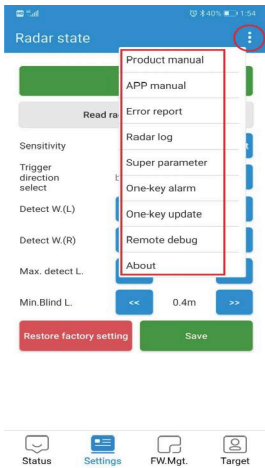 40% 1:54
Radar state
Product manual
APP manual
Error report
Radar log
Super parameter
One-key alarm
One-key update
Remote debug
About
Read ra
Sensitivity
Trigger
direction
select
Detect W.(L)
Detect W.(R)
Max. detect L.
Min.Blind L.
<<
0.4m
>>
Restore factory setting
Save
Status
Settings
FW.Mgt.
Target